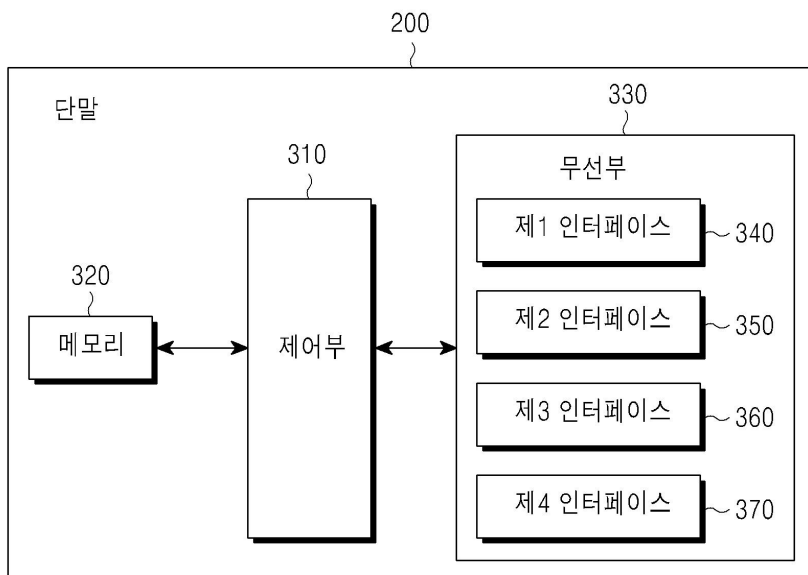 200
단말
330
310
무선부
제1 인터페이스
340
320
제2 인터페이스
350
메모리
제어부
제3 인터페이스
360
제4 인터페이스
370